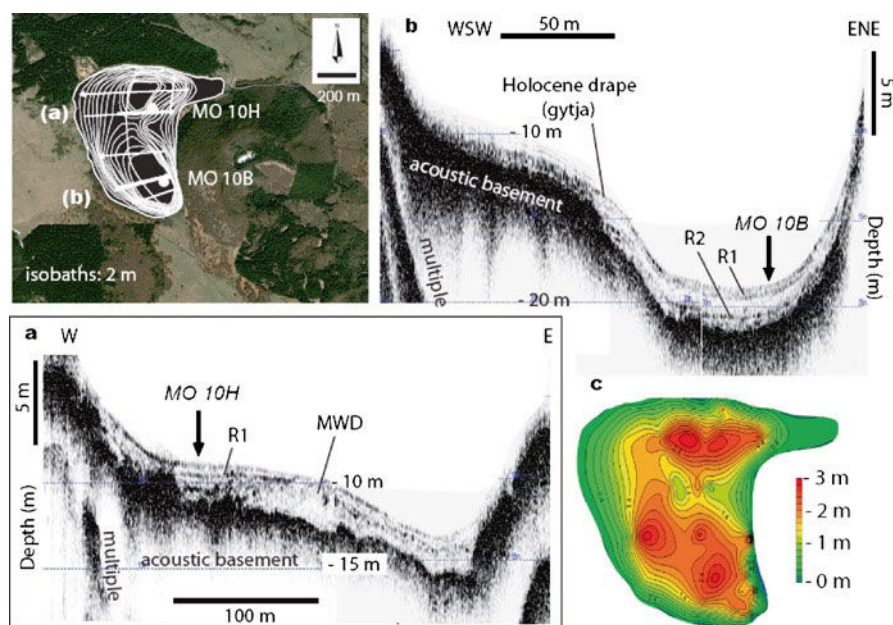 N
200 m
(a)
MO 10H
(b)
MO 10B
isobaths: 2 m
b
WSW
50 m
ENE
5 m
Holocene drape
(gytja)
- 10 m
acoustic basement
multiple
R2
R1
MO 10B
Depth (m)
- 20 m
a
W
E
5 m
MO 10H
R1
MWD
- 10 m
Depth (m)
multiple
acoustic basement
- 15 m
100 m
c
- 3 m
- 2 m
- 1 m
- 0 m